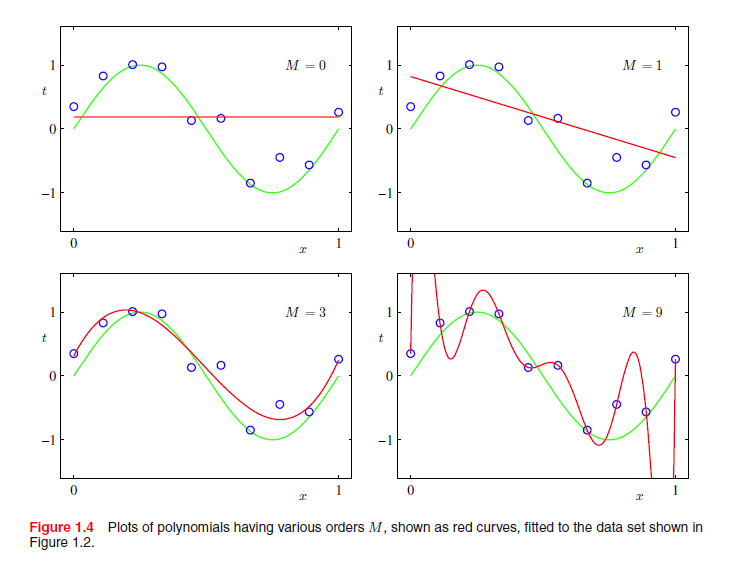 M = 0
1
t
0
−1
0
x
1
M = 1
1
t
0
−1
0
x
1
M = 3
1
t
0
−1
0
x
1
M = 9
1
t
0
−1
0
x
1
Figure 1.4 Plots of polynomials having various orders M, shown as red curves, fitted to the data set shown in
Figure 1.2.